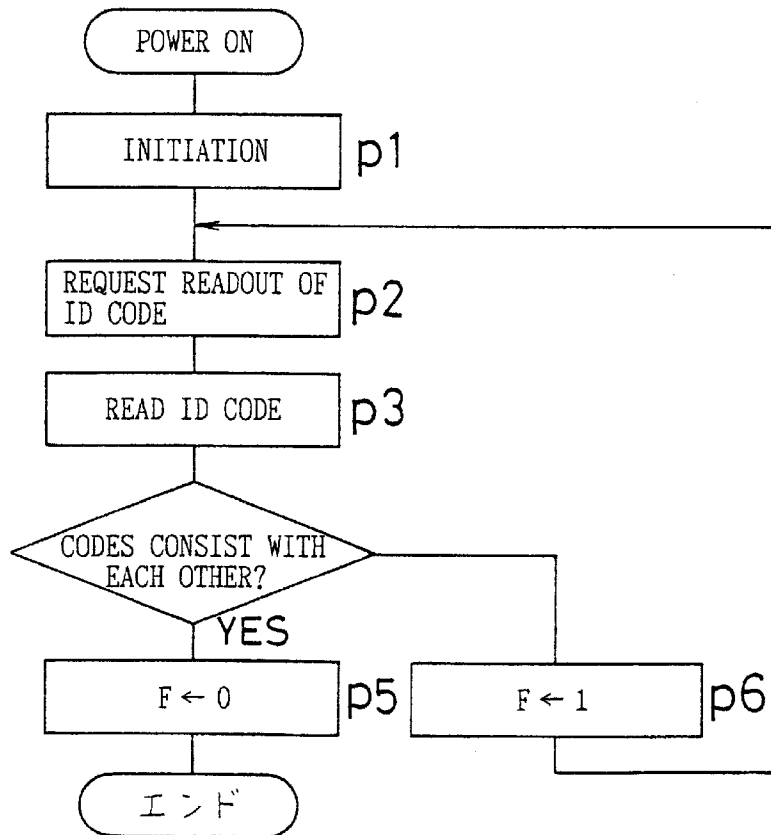 POWER ON
INITIATION
p1
REQUEST READOUT OF
ID CODE
p2
READ ID CODE
p3
CODES CONSIST WITH
EACH OTHER?
YES
F ← 0
p5
F ← 1
p6
エンド